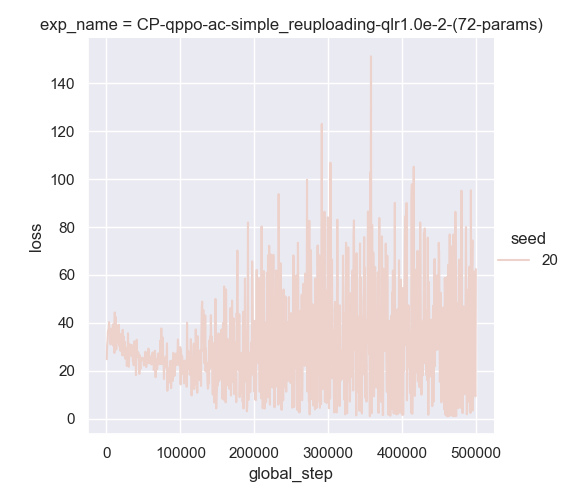 exp_name = CP-qppo-ac-simple_reuploading-qlr1.0e-2-(72-params)
140
120
100
80
60
40
20
0
loss
seed
20
0 100000 200000 300000 400000 500000
global_step